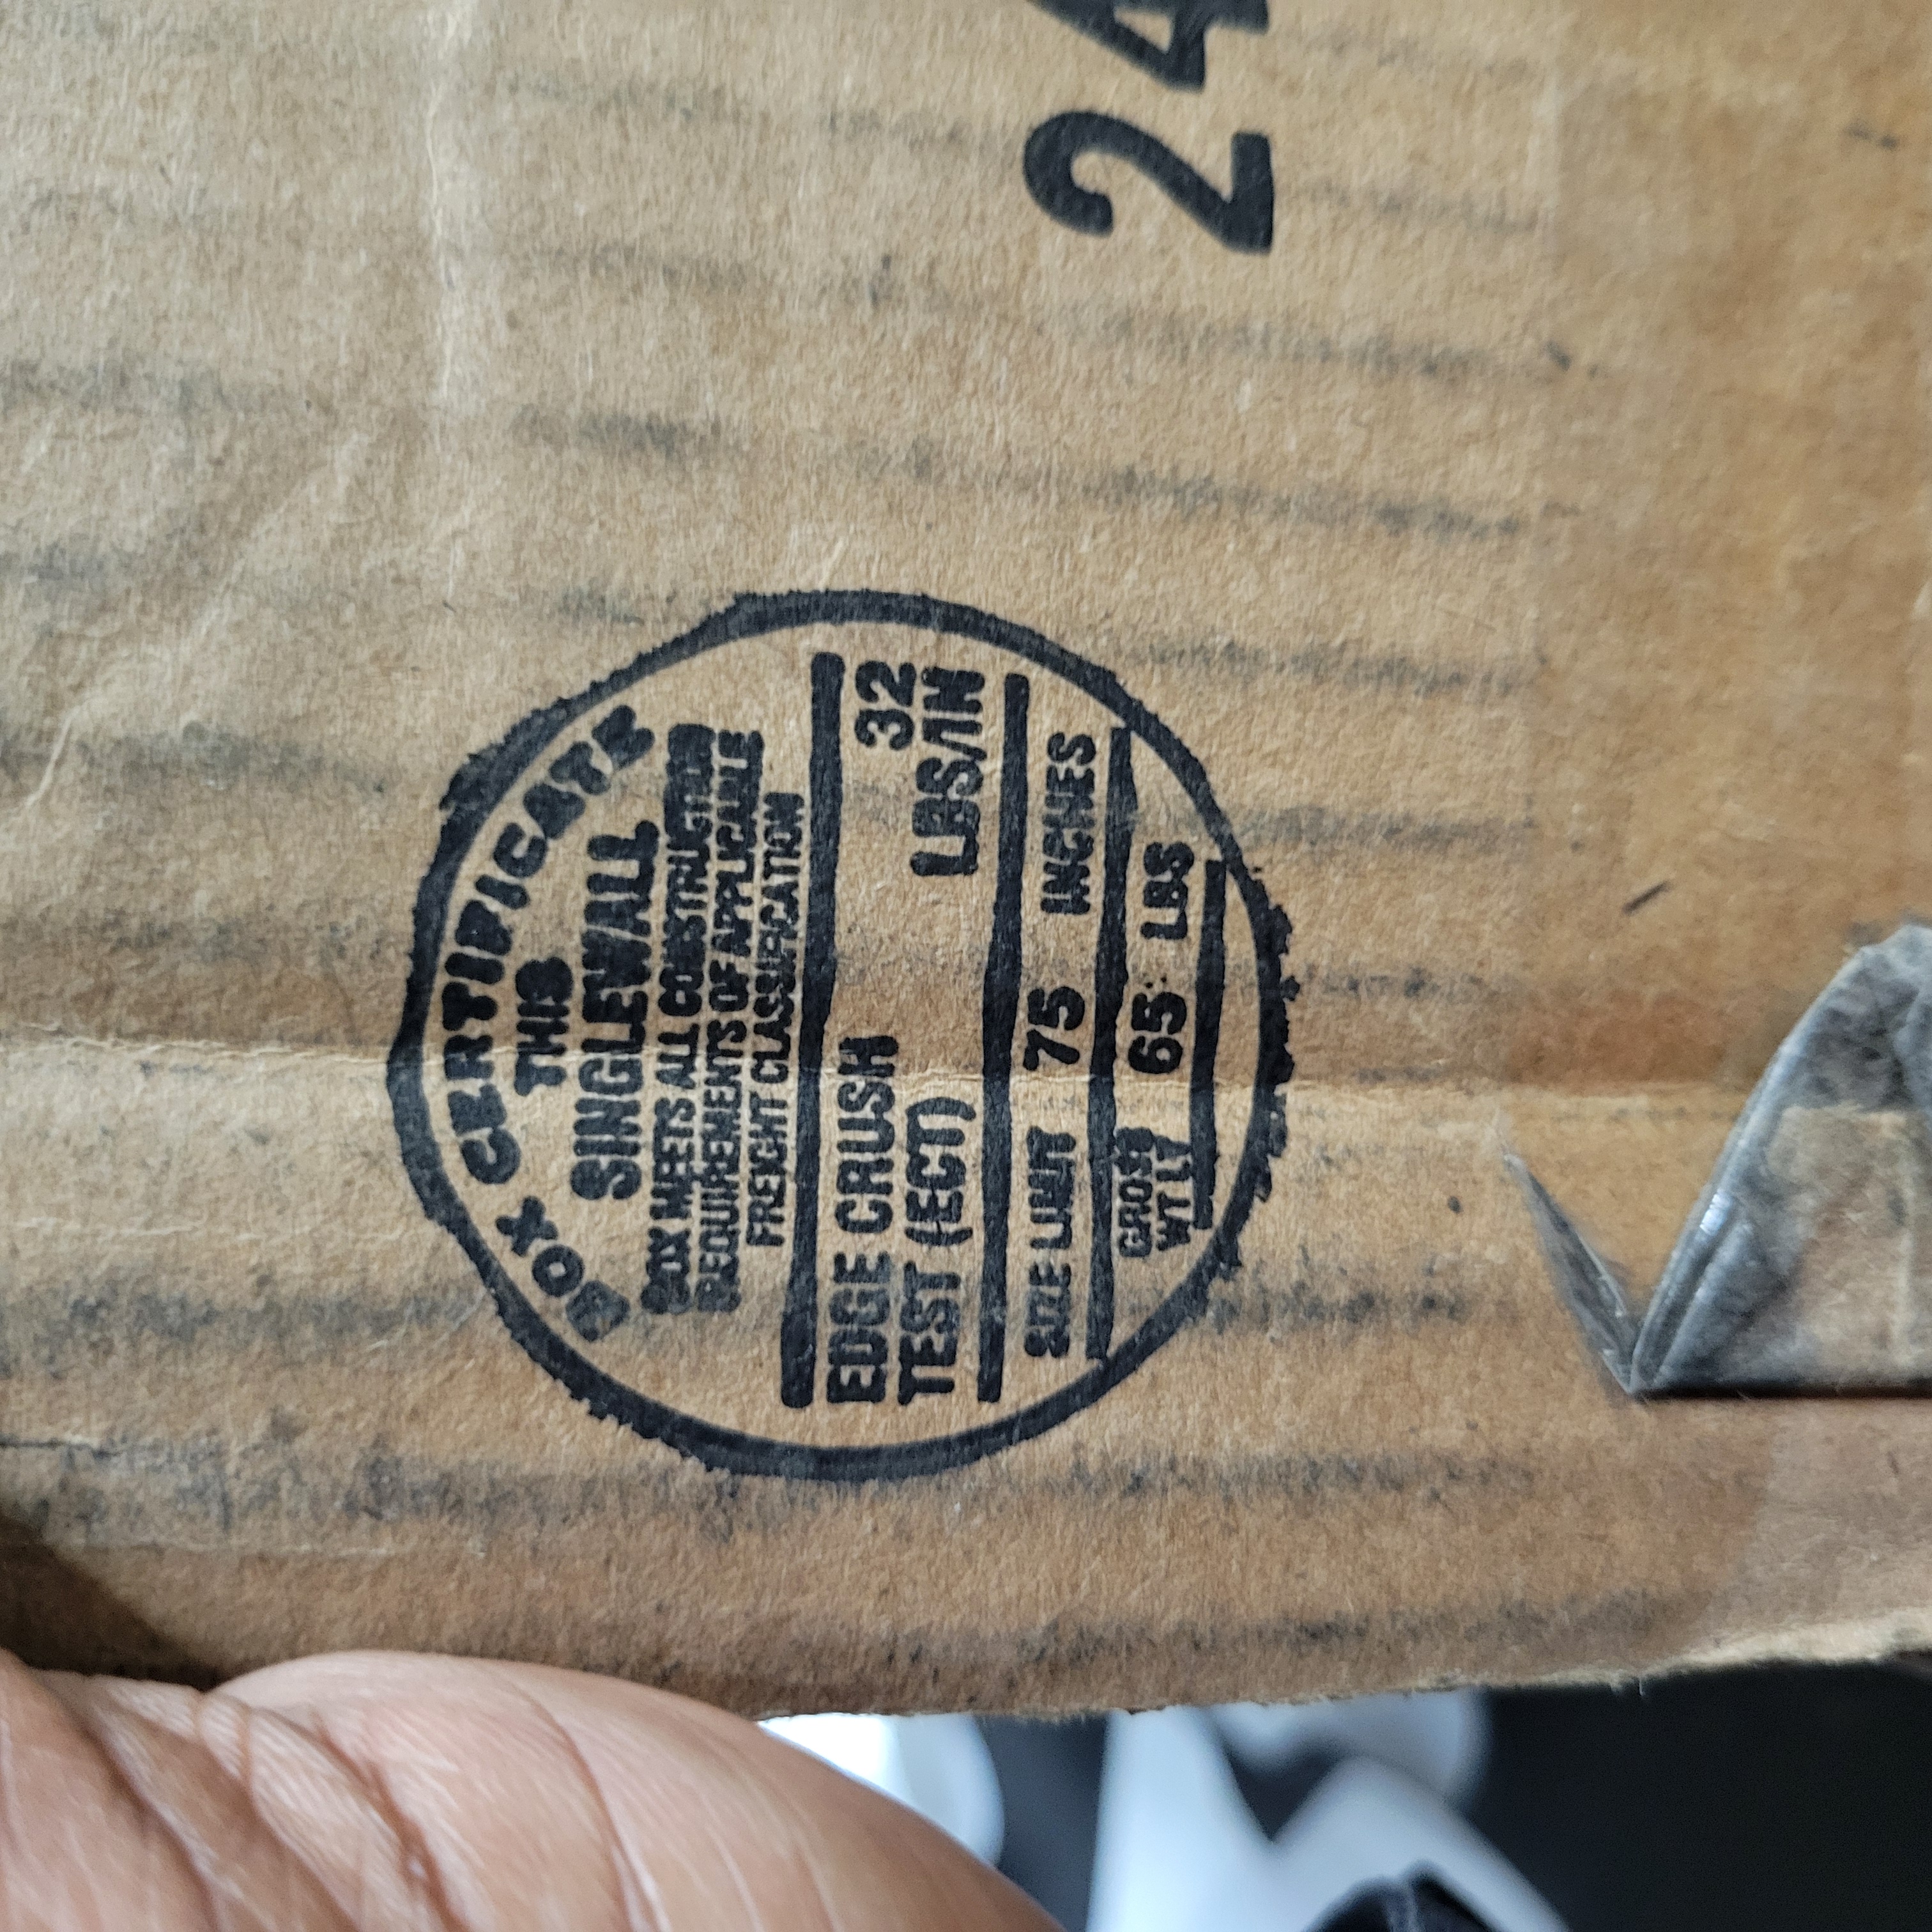 BOX CERTIFICATE
THIS
SINGLEWALL
BOX MEETS ALL CONSTRUCTION
REQUIREMENTS OF APPLICABLE
FREIGHT CLASSIFICATION
EDGE CRUSH 32
TEST (ECT) LBS/IN
SIZE LIMIT 75 INCHES
GROSS
WT LT 65 LBS
24